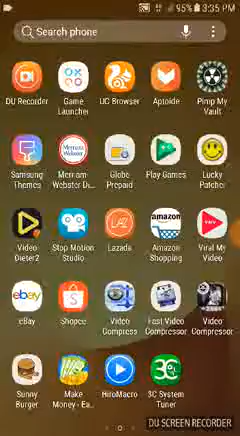 95% 3:35 PM
Search phone
DU Recorder
Game
Launcher
UC Browser
Aptoide
Pimp My
Vault
Samsung
Themes
Merriam-
Webster Di...
Globe
Prepaid
Play Games
Lucky
Patcher
Video
Dieter2
Stop Motion
Studio
Lazada
Amazon
Shopping
Viral My
Video
eBay
Shopee
Video
Compress
Fast Video
Compressor
Video
Compressor
Sunny
Burger
Make
Money - Ea...
HiroMacro
3C System
Tuner
DU SCREEN RECORDER